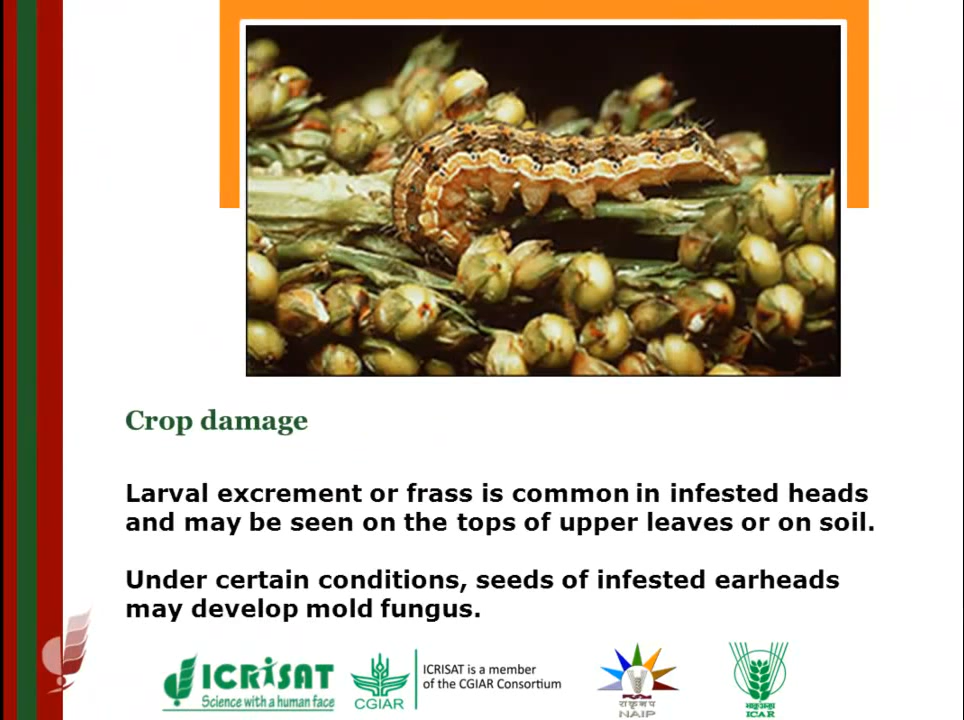 Crop damage
Larval excrement or frass is common in infested heads
and may be seen on the tops of upper leaves or on soil.
Under certain conditions, seeds of infested earheads
may develop mold fungus.
ICRISAT
Science with a human face
CGIAR
ICRISAT is a member
of the CGIAR Consortium
NAIP
ICAR